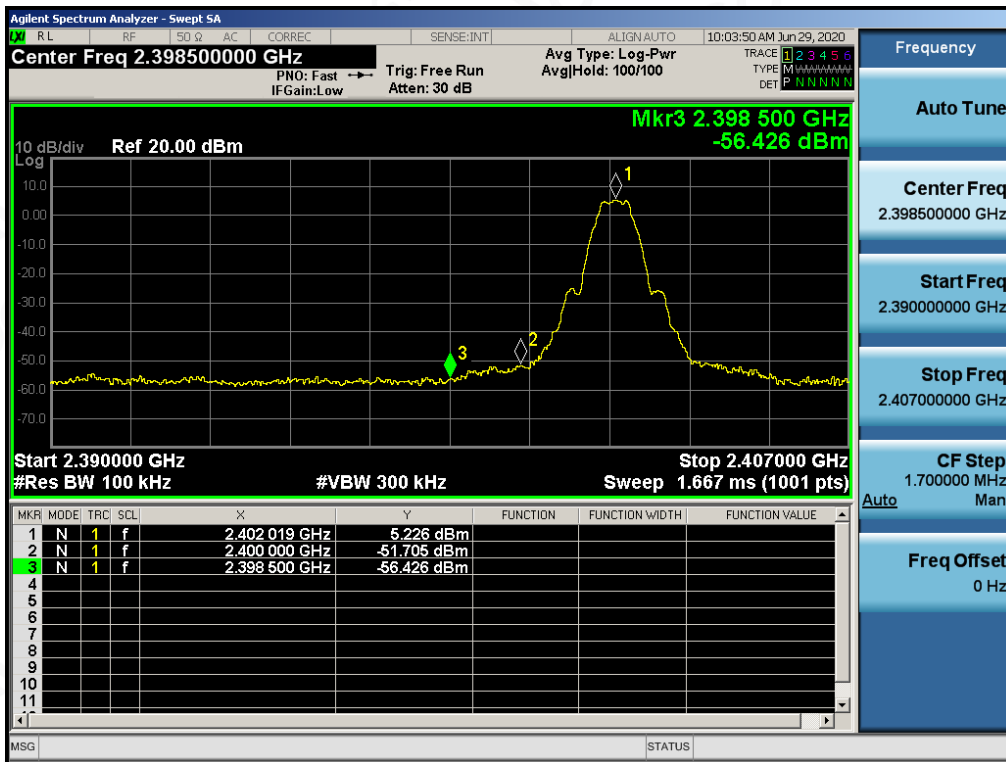 Agilent Spectrum Analyzer - Swept SA
LXI RL RF 50 Ω AC CORREC SENSE:INT ALIGN AUTO 10:03:50 AM Jun 29, 2020
Center Freq 2.398500000 GHz
PNO: Fast
IFGain:Low
Trig: Free Run
Atten: 30 dB
Avg Type: Log-Pwr
Avg|Hold: 100/100
TRACE 1 2 3 4 5 6
TYPE M WWWWW
DET P N N N N N
Mkr3 2.398 500 GHz
-56.426 dBm
10 dB/div Ref 20.00 dBm
Log
10.0
0.00
-10.0
-20.0
-30.0
-40.0
-50.0
-60.0
-70.0
1
2
3
Start 2.390000 GHz Stop 2.407000 GHz
#Res BW 100 kHz #VBW 300 kHz Sweep 1.667 ms (1001 pts)
MKR MODE TRC SCL X Y FUNCTION FUNCTION WIDTH FUNCTION VALUE
1 N 1 f 2.402 019 GHz 5.226 dBm
2 N 1 f 2.400 000 GHz -51.705 dBm
3 N 1 f 2.398 500 GHz -56.426 dBm
4
5
6
7
8
9
10
11
MSG STATUS
Frequency
Auto Tune
Center Freq
2.398500000 GHz
Start Freq
2.390000000 GHz
Stop Freq
2.407000000 GHz
CF Step
1.700000 MHz
Auto Man
Freq Offset
0 Hz